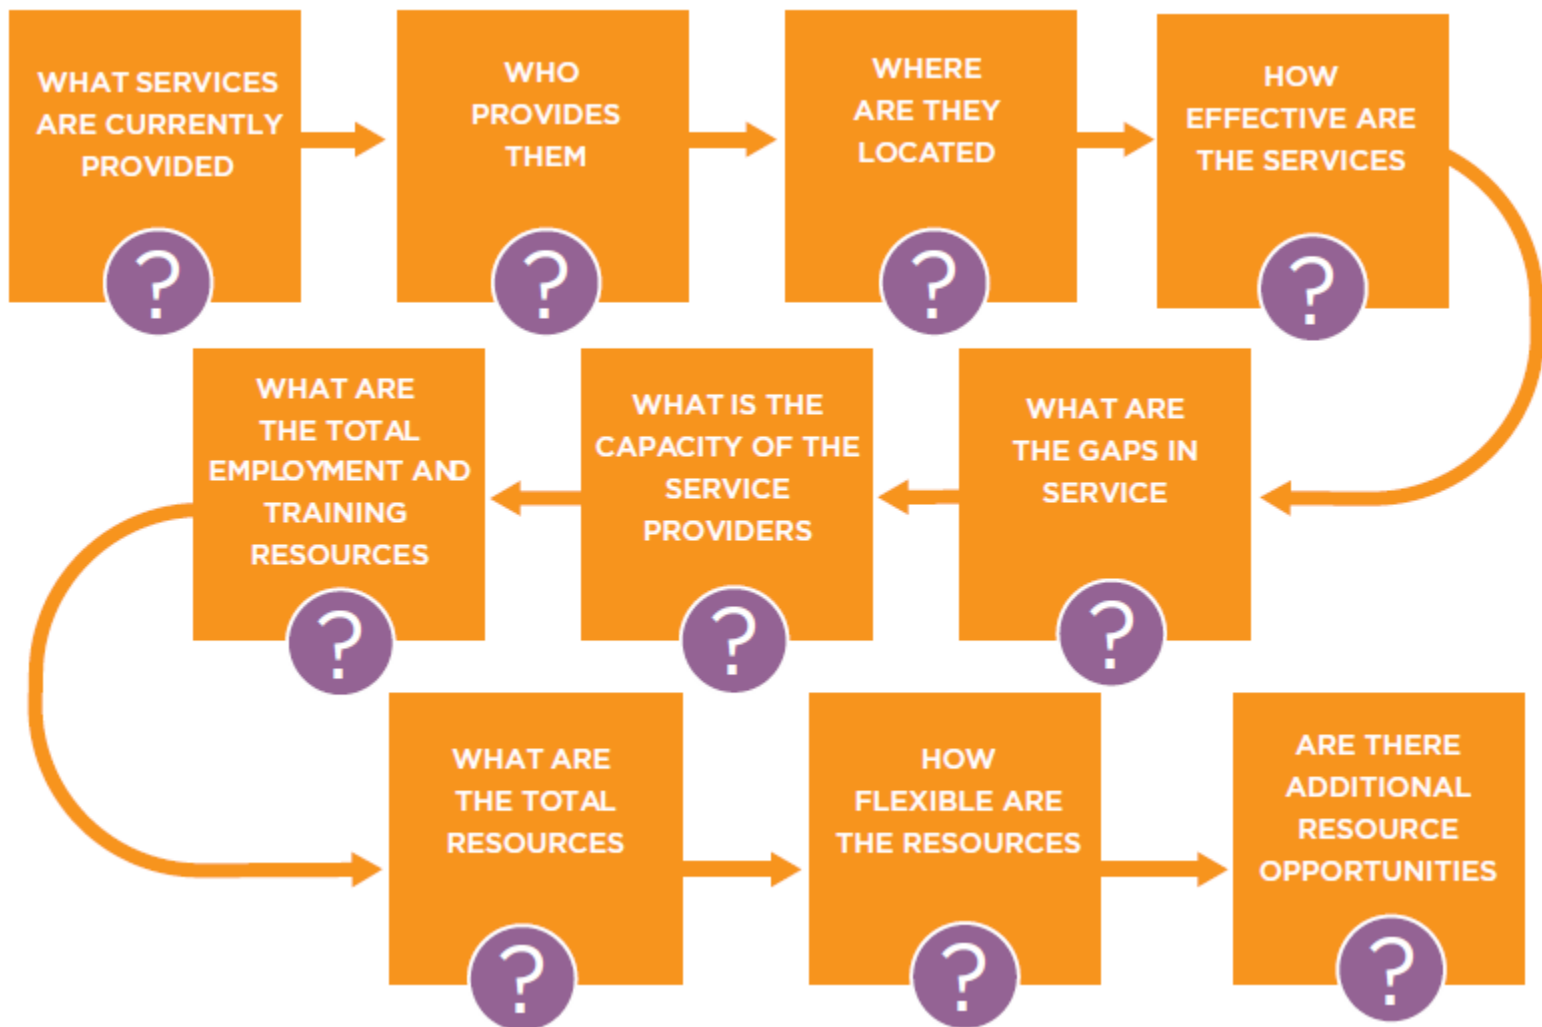 WHAT SERVICES
ARE CURRENTLY
PROVIDED
?
WHO
PROVIDES
THEM
?
WHERE
ARE THEY
LOCATED
?
HOW
EFFECTIVE ARE
THE SERVICES
?
WHAT ARE
THE GAPS IN
SERVICE
?
WHAT IS THE
CAPACITY OF THE
SERVICE
PROVIDERS
?
WHAT ARE
THE TOTAL
EMPLOYMENT AND
TRAINING
RESOURCES
?
WHAT ARE
THE TOTAL
RESOURCES
?
HOW
FLEXIBLE ARE
THE RESOURCES
?
ARE THERE
ADDITIONAL
RESOURCE
OPPORTUNITIES
?